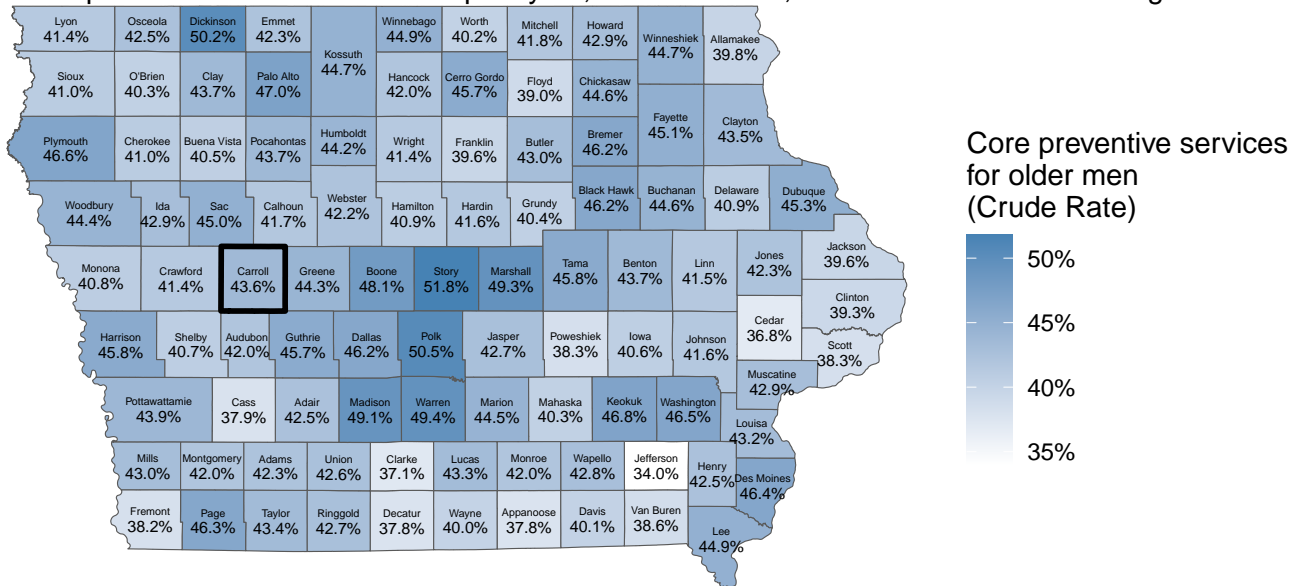 Lyon
41.4%
Osceola
42.5%
Dickinson
50.2%
Emmet
42.3%
Kossuth
44.7%
Winnebago
44.9%
Worth
40.2%
Mitchell
41.8%
Howard
42.9%
Winneshiek
44.7%
Allamakee
39.8%
Sioux
41.0%
O'Brien
40.3%
Clay
43.7%
Palo Alto
47.0%
Hancock
42.0%
Cerro Gordo
45.7%
Floyd
39.0%
Chickasaw
44.6%
Fayette
45.1%
Clayton
43.5%
Plymouth
46.6%
Cherokee
41.0%
Buena Vista
40.5%
Pocahontas
43.7%
Humboldt
44.2%
Wright
41.4%
Franklin
39.6%
Butler
43.0%
Bremer
46.2%
Woodbury
44.4%
Ida
42.9%
Sac
45.0%
Calhoun
41.7%
Webster
42.2%
Hamilton
40.9%
Hardin
41.6%
Grundy
40.4%
Black Hawk
46.2%
Buchanan
44.6%
Delaware
40.9%
Dubuque
45.3%
Monona
40.8%
Crawford
41.4%
Carroll
43.6%
Greene
44.3%
Boone
48.1%
Story
51.8%
Marshall
49.3%
Tama
45.8%
Benton
43.7%
Linn
41.5%
Jones
42.3%
Jackson
39.6%
Clinton
39.3%
Harrison
45.8%
Shelby
40.7%
Audubon
42.0%
Guthrie
45.7%
Dallas
46.2%
Polk
50.5%
Jasper
42.7%
Poweshiek
38.3%
Iowa
40.6%
Johnson
41.6%
Cedar
36.8%
Scott
38.3%
Muscatine
42.9%
Pottawattamie
43.9%
Cass
37.9%
Adair
42.5%
Madison
49.1%
Warren
49.4%
Marion
44.5%
Mahaska
40.3%
Keokuk
46.8%
Washington
46.5%
Louisa
43.2%
Mills
43.0%
Montgomery
42.0%
Adams
42.3%
Union
42.6%
Clarke
37.1%
Lucas
43.3%
Monroe
42.0%
Wapello
42.8%
Jefferson
34.0%
Henry
42.5%
Des Moines
46.4%
Fremont
38.2%
Page
46.3%
Taylor
43.4%
Ringgold
42.7%
Decatur
37.8%
Wayne
40.0%
Appanoose
37.8%
Davis
40.1%
Van Buren
38.6%
Lee
44.9%
Core preventive services
for older men
(Crude Rate)
50%
45%
40%
35%